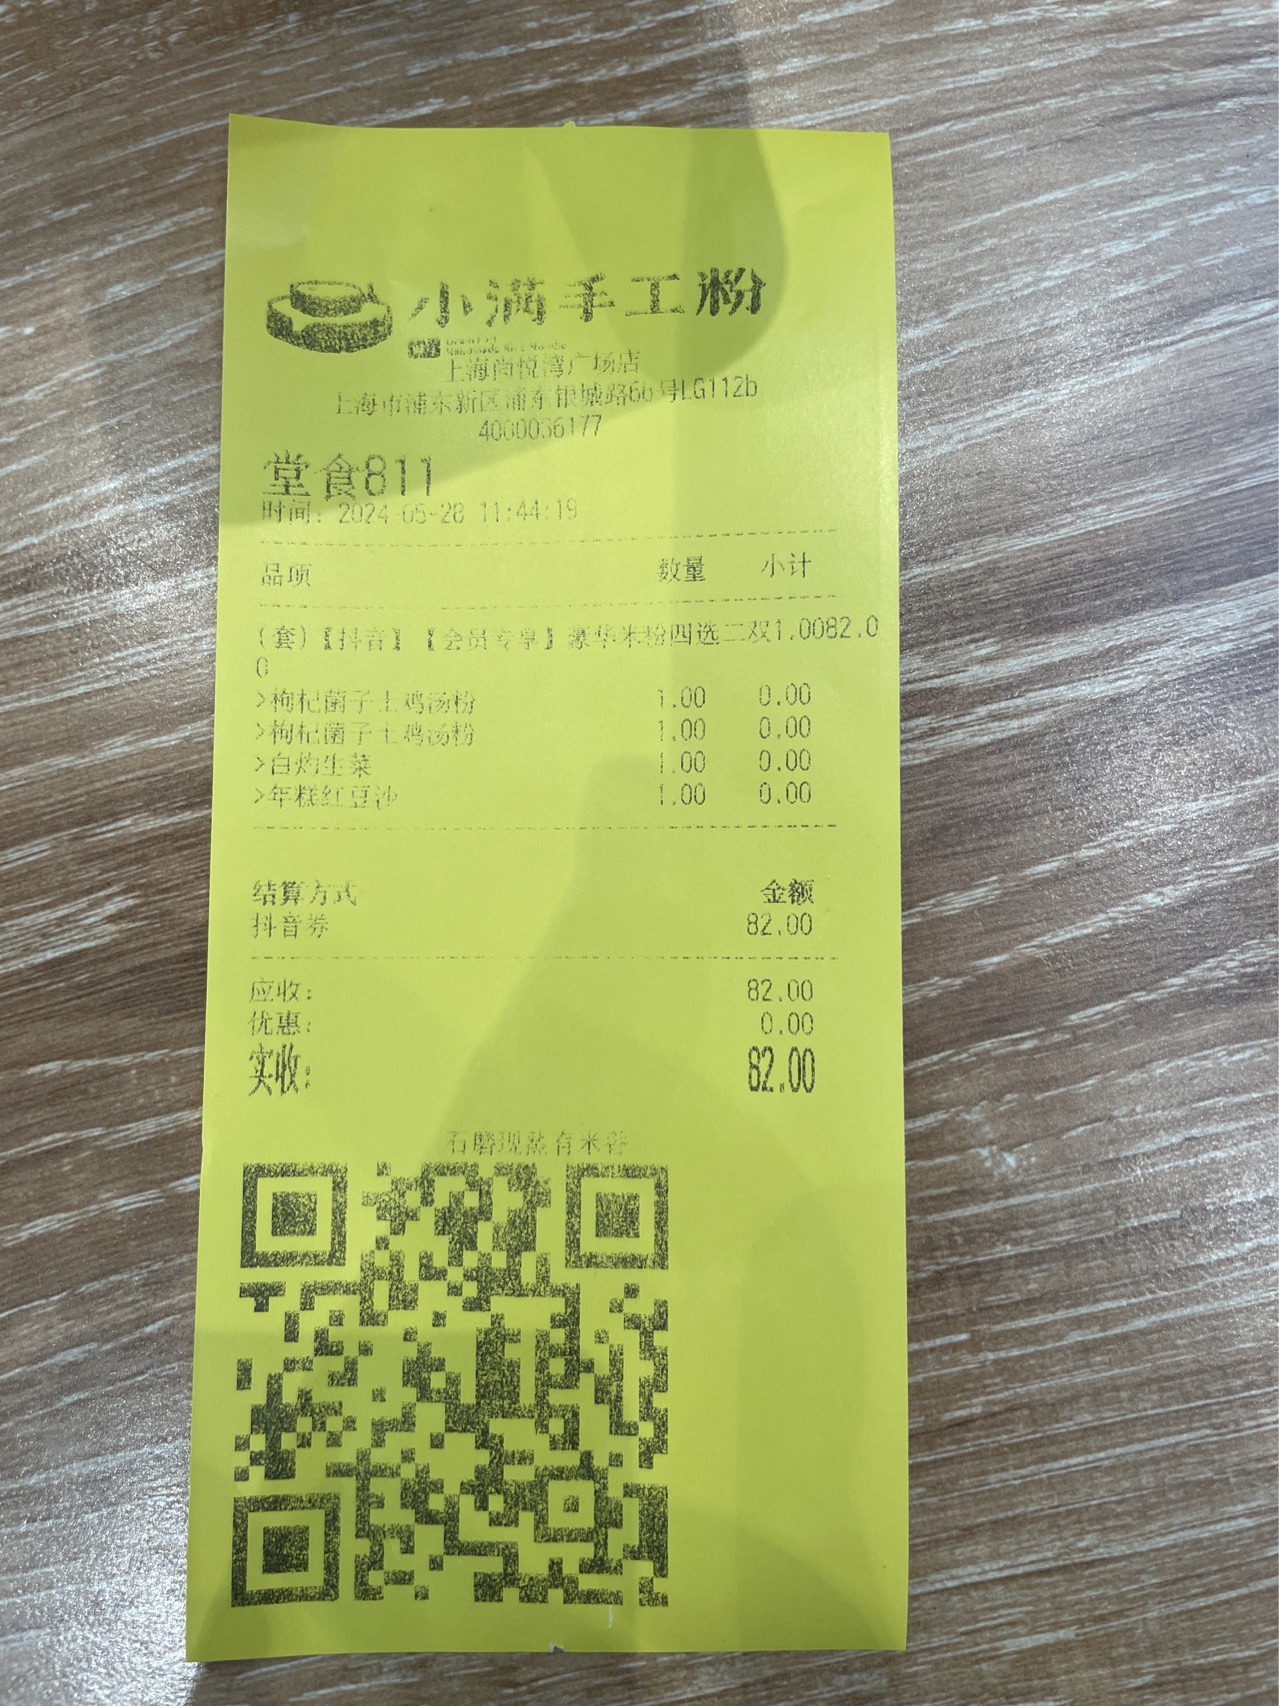 小满手工粉
上海尚悦湾广场店
上海市浦东新区浦东银城路66号LG112b
4000036177
堂食811
时间：2024-05-28 11:44:19
品项 数量 小计
(套)【抖音】【会员专享】豪华米粉四选二双1.0082.0
0
>枸杞菌子土鸡汤粉 1.00 0.00
>枸杞菌子土鸡汤粉 1.00 0.00
>白灼生菜 1.00 0.00
>年糕红豆沙 1.00 0.00
结算方式 金额
抖音券 82.00
应收： 82.00
优惠： 0.00
实收： 82.00
石磨现蒸有米香